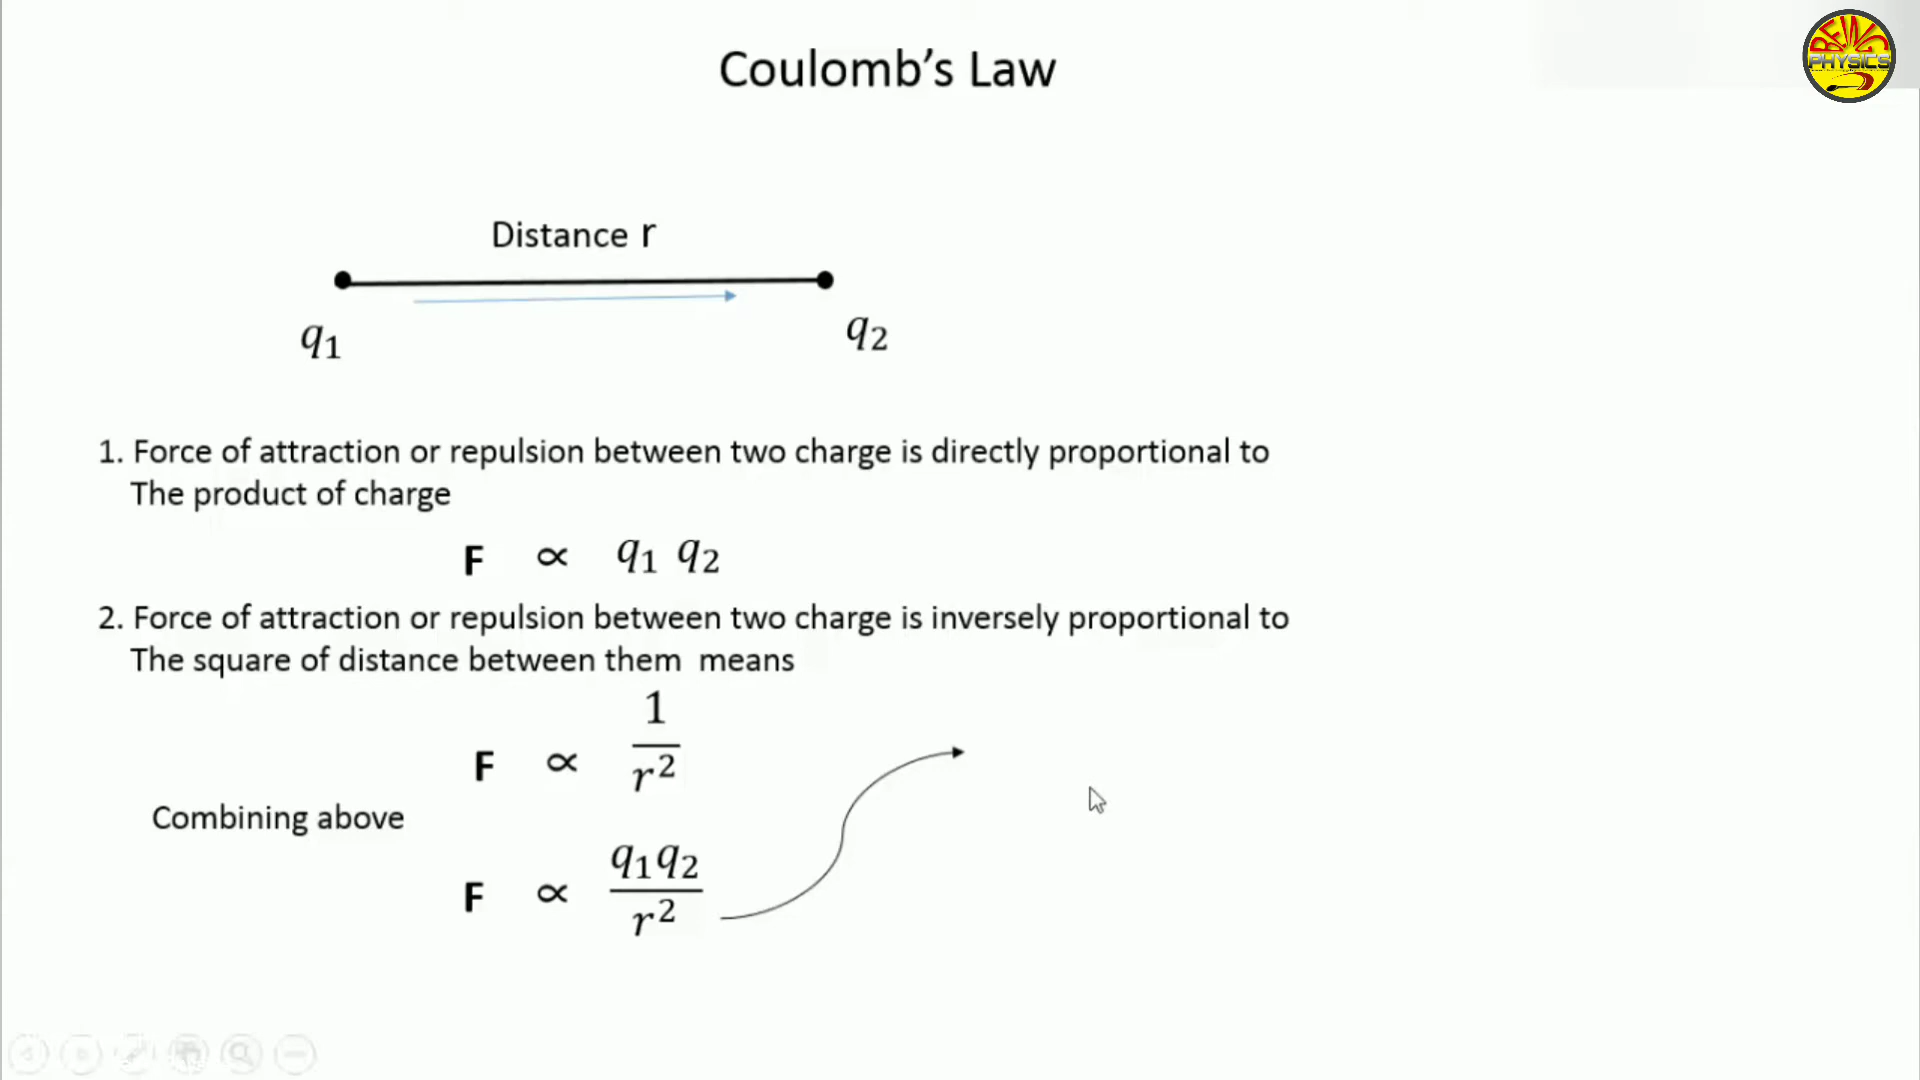 Coulomb’s Law
BEING
PHYSICS
Distance r
q₁
q₂
1. Force of attraction or repulsion between two charge is directly proportional to
The product of charge
F ∝ q₁ q₂
2. Force of attraction or repulsion between two charge is inversely proportional to
The square of distance between them means
F ∝ 1/r²
Combining above
F ∝ q₁q₂/r²